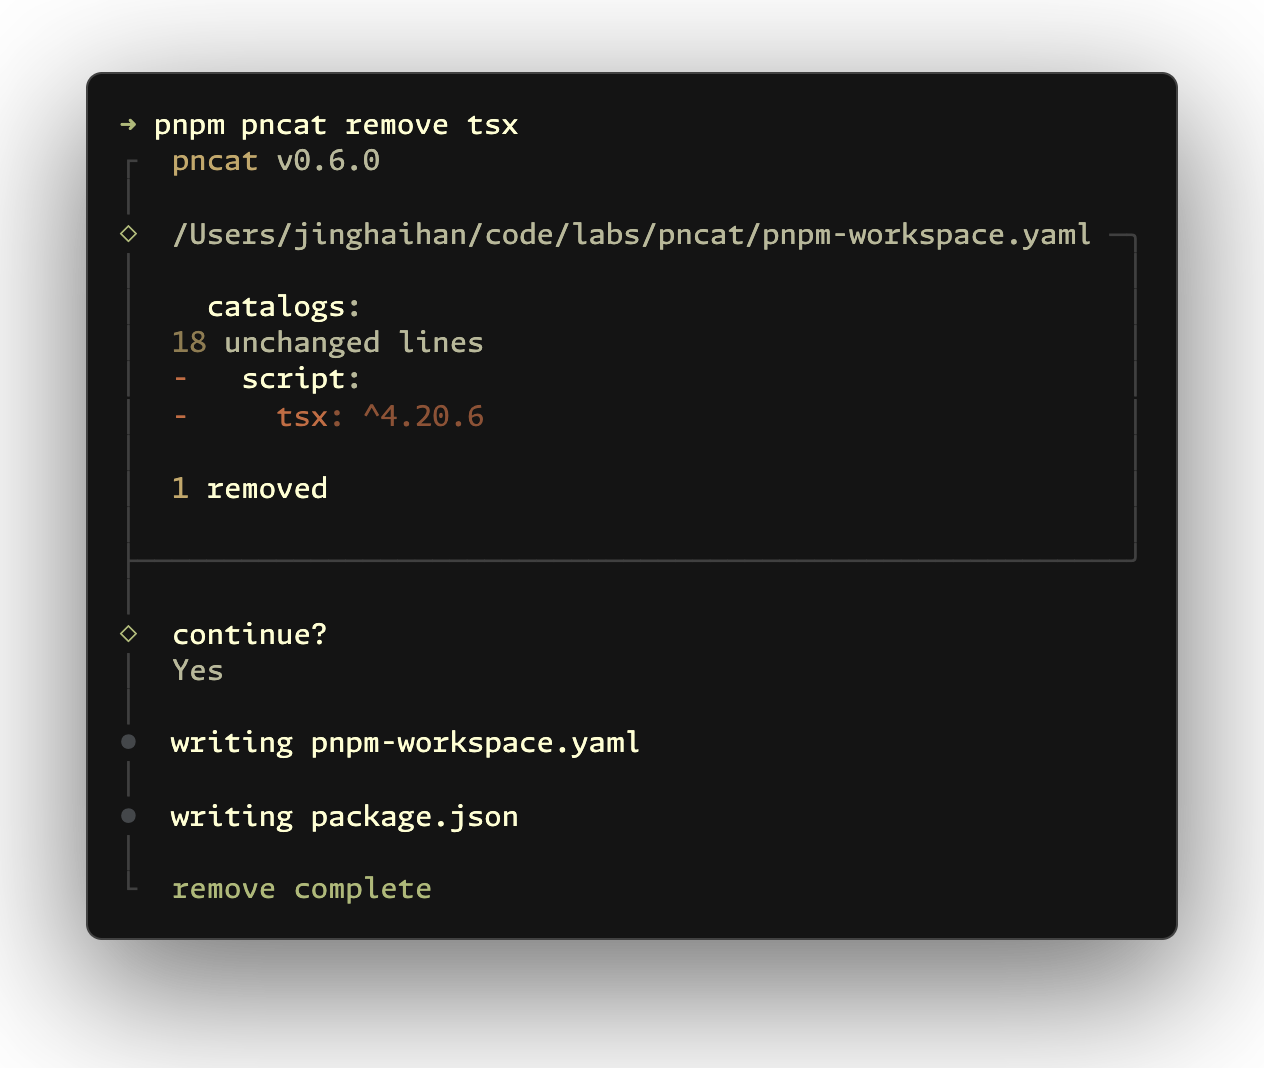 ➜ pnpm pncat remove tsx
pncat v0.6.0
/Users/jinghaihan/code/labs/pncat/pnpm-workspace.yaml
catalogs:
18 unchanged lines
-   script:
-     tsx: ^4.20.6
1 removed
continue?
Yes
writing pnpm-workspace.yaml
writing package.json
remove complete